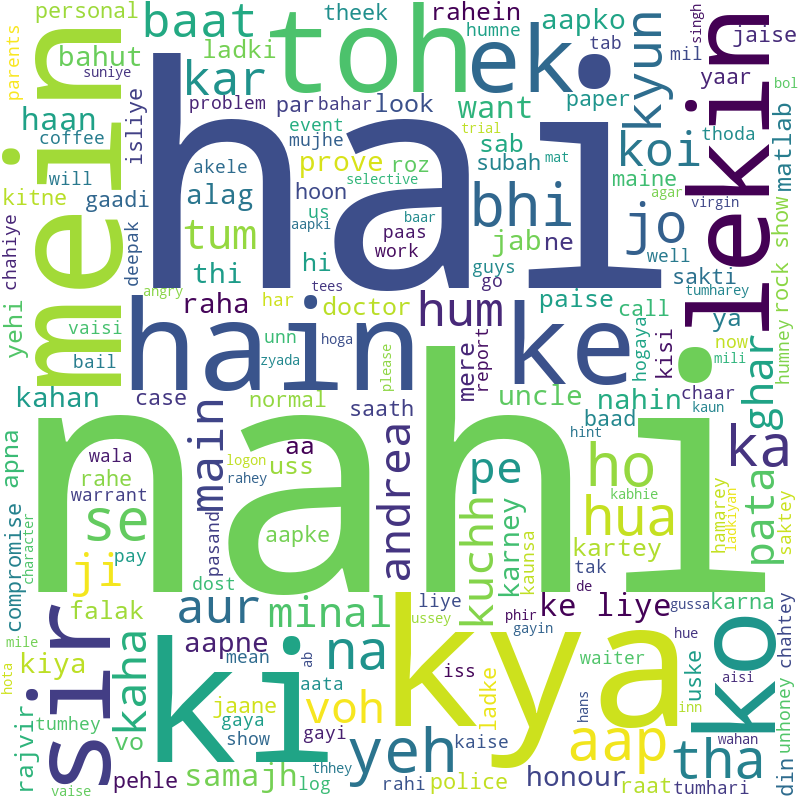 personal baat toh ek theek rahein aapko kyun tab mil singh jaise
parents bahut ladki humne yaar lekin
suniye kar problem par bahar look want paper koi thoda bol
haan isliye hai event mujhe trial sab matlab
coffee mein akele prove roz subah maine
will alag selective mat bhi agar virgin
kitne gaadi hoon us aapki baar jo show
chahiye deepak tum paas jab ne well
thi hi work guys sakti tumharey
yehi angry raha har tees go paise call rock
vaisi hain unn doctor hum ke hogaya kisi ya now humney
bail hoga report mili
kahan case zyada normal please mere uncle nahin chaar ghar
saath baad kaun
apna wala main aa andrea hint ka
rahe logon uss pe ho kabhie
warrant nahi rahey kuchh hua pata
compromise se pasand aapke karney kaunsa kartey hamarey ladkiyan saktey
character ji pay dost tak
falak aur minal liye de ke liye gussa karna
mile sir kaha aapne ki na ussey phir gayin kya hue ko chahtey
hota kiya mean ab iss waiter uske aisi
rajvir jaane aata voh ladke hans inn unhoney
vo tumhey gaya show gayi yeh kaise aap tha wahan
vaise pehle samajh thhey log rahi police honour raat tumhari din